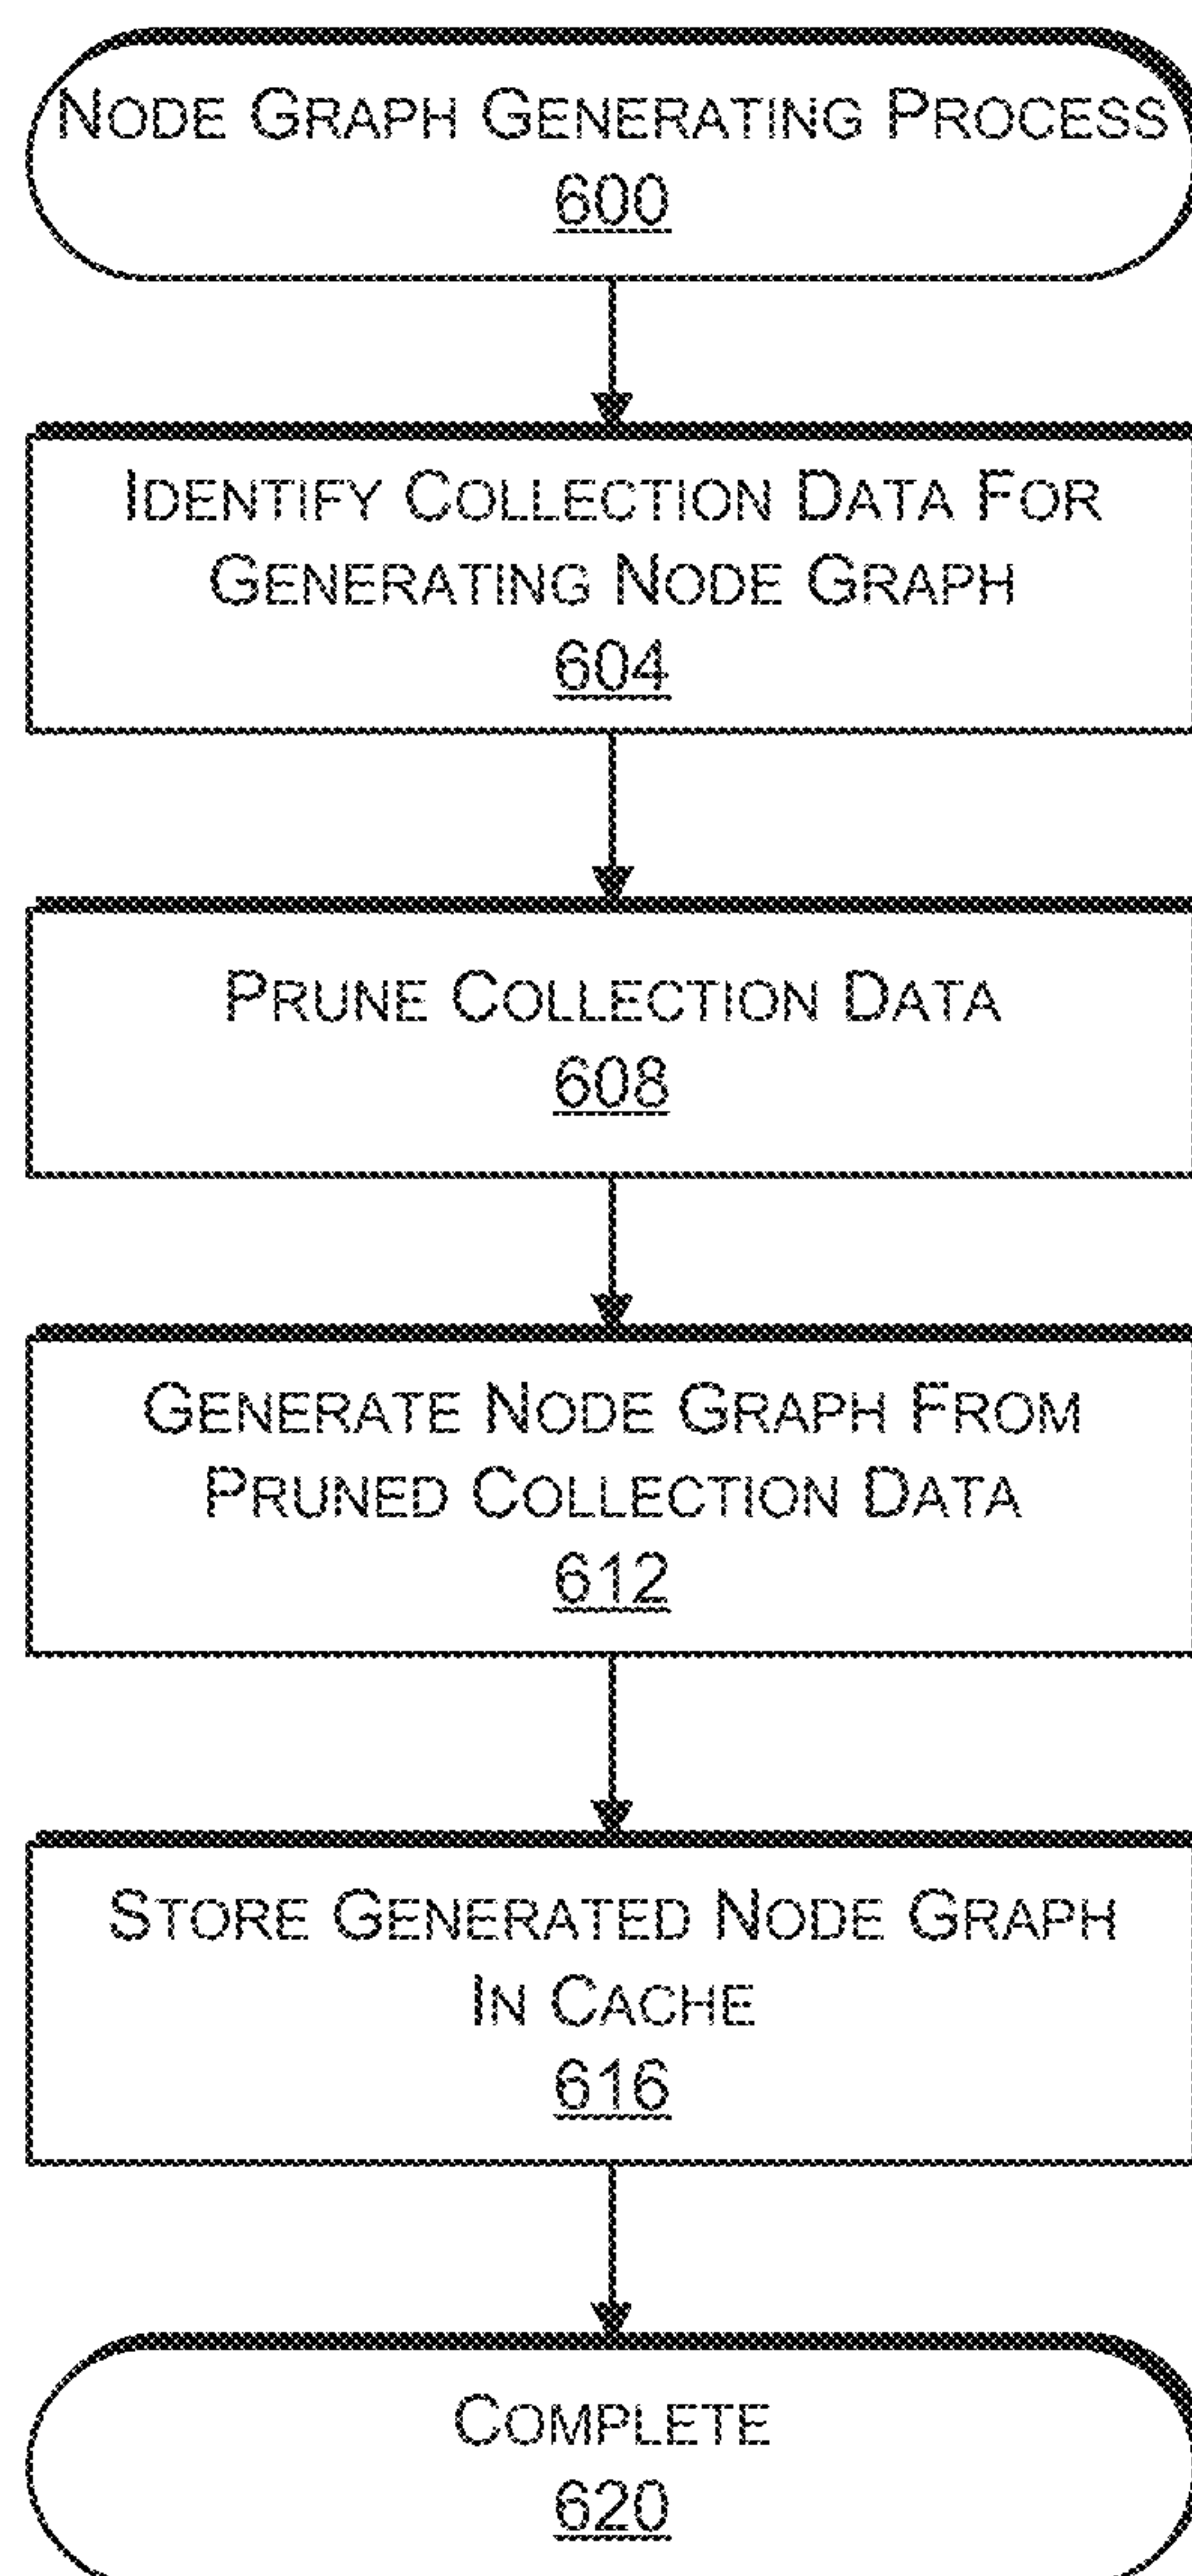 NODE GRAPH GENERATING PROCESS
600
IDENTIFY COLLECTION DATA FOR
GENERATING NODE GRAPH
604
PRUNE COLLECTION DATA
608
GENERATE NODE GRAPH FROM
PRUNED COLLECTION DATA
612
STORE GENERATED NODE GRAPH
IN CACHE
616
COMPLETE
620